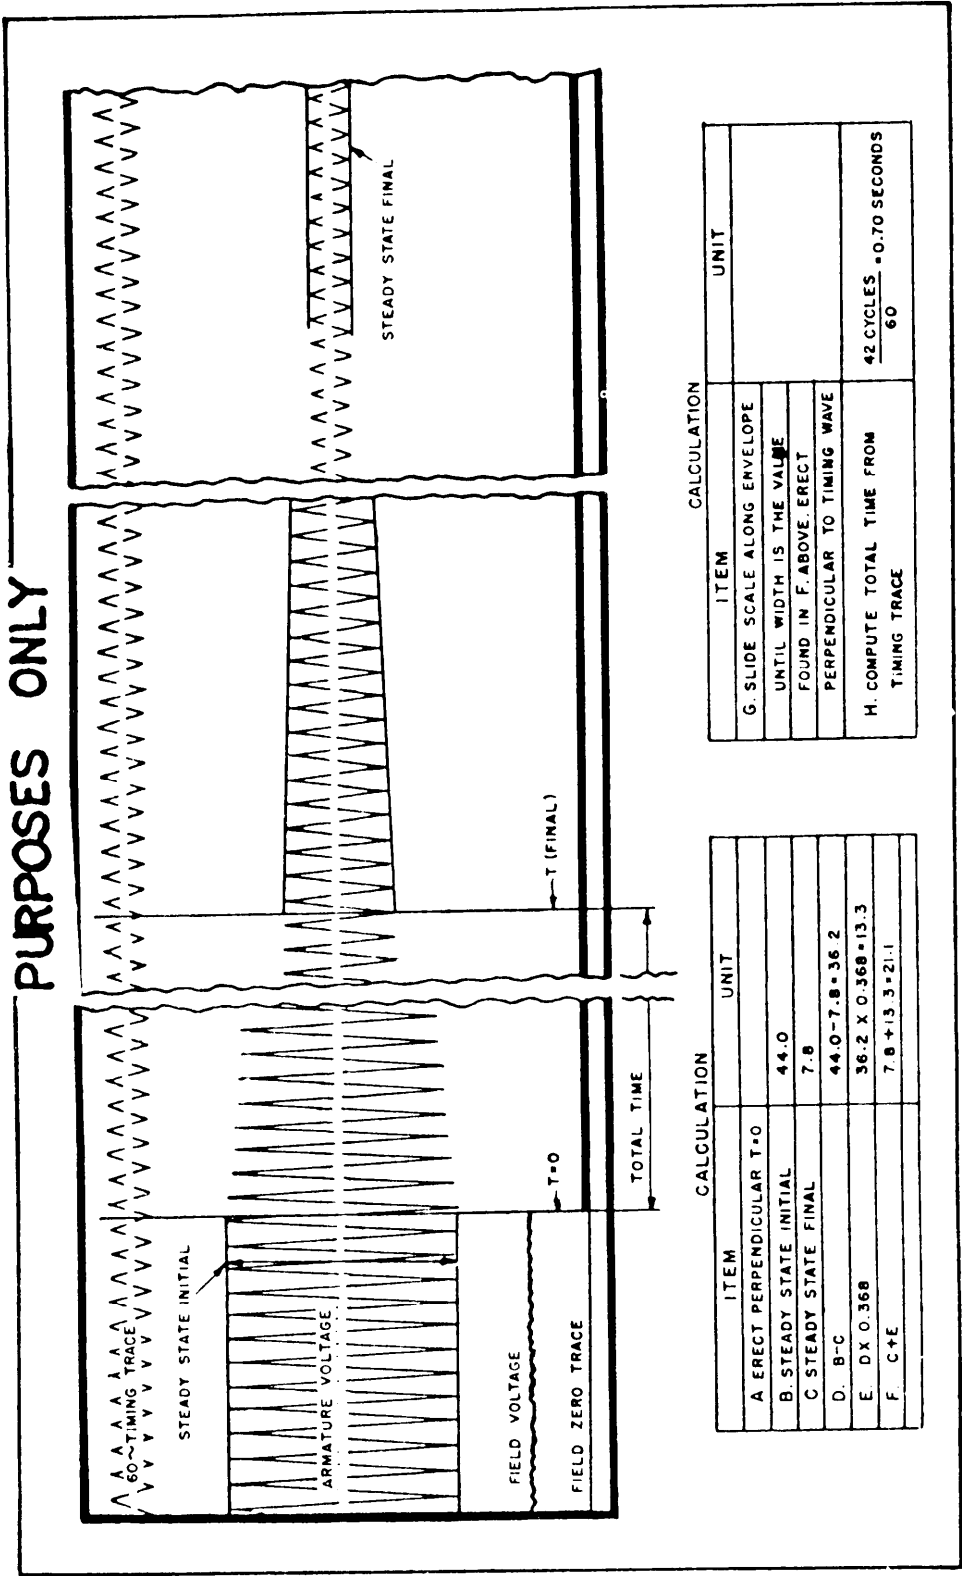 PURPOSES ONLY
60~TIMING TRACE
STEADY STATE INITIAL
ARMATURE VOLTAGE
FIELD VOLTAGE
FIELD ZERO TRACE
T=0
TOTAL TIME
T (FINAL)
STEADY STATE FINAL
CALCULATION
ITEM UNIT
A ERECT PERPENDICULAR T=0
B. STEADY STATE INITIAL 44.0
C STEADY STATE FINAL 7.8
D. B-C 44.0-7.8=36.2
E. DX 0.368 36.2 X 0.368=13.3
F. C+E 7.8+13.3=21.1
CALCULATION
ITEM UNIT
G. SLIDE SCALE ALONG ENVELOPE
UNTIL WIDTH IS THE VALUE
FOUND IN F. ABOVE. ERECT
PERPENDICULAR TO TIMING WAVE
H. COMPUTE TOTAL TIME FROM
TIMING TRACE
42 CYCLES
60
=0.70 SECONDS